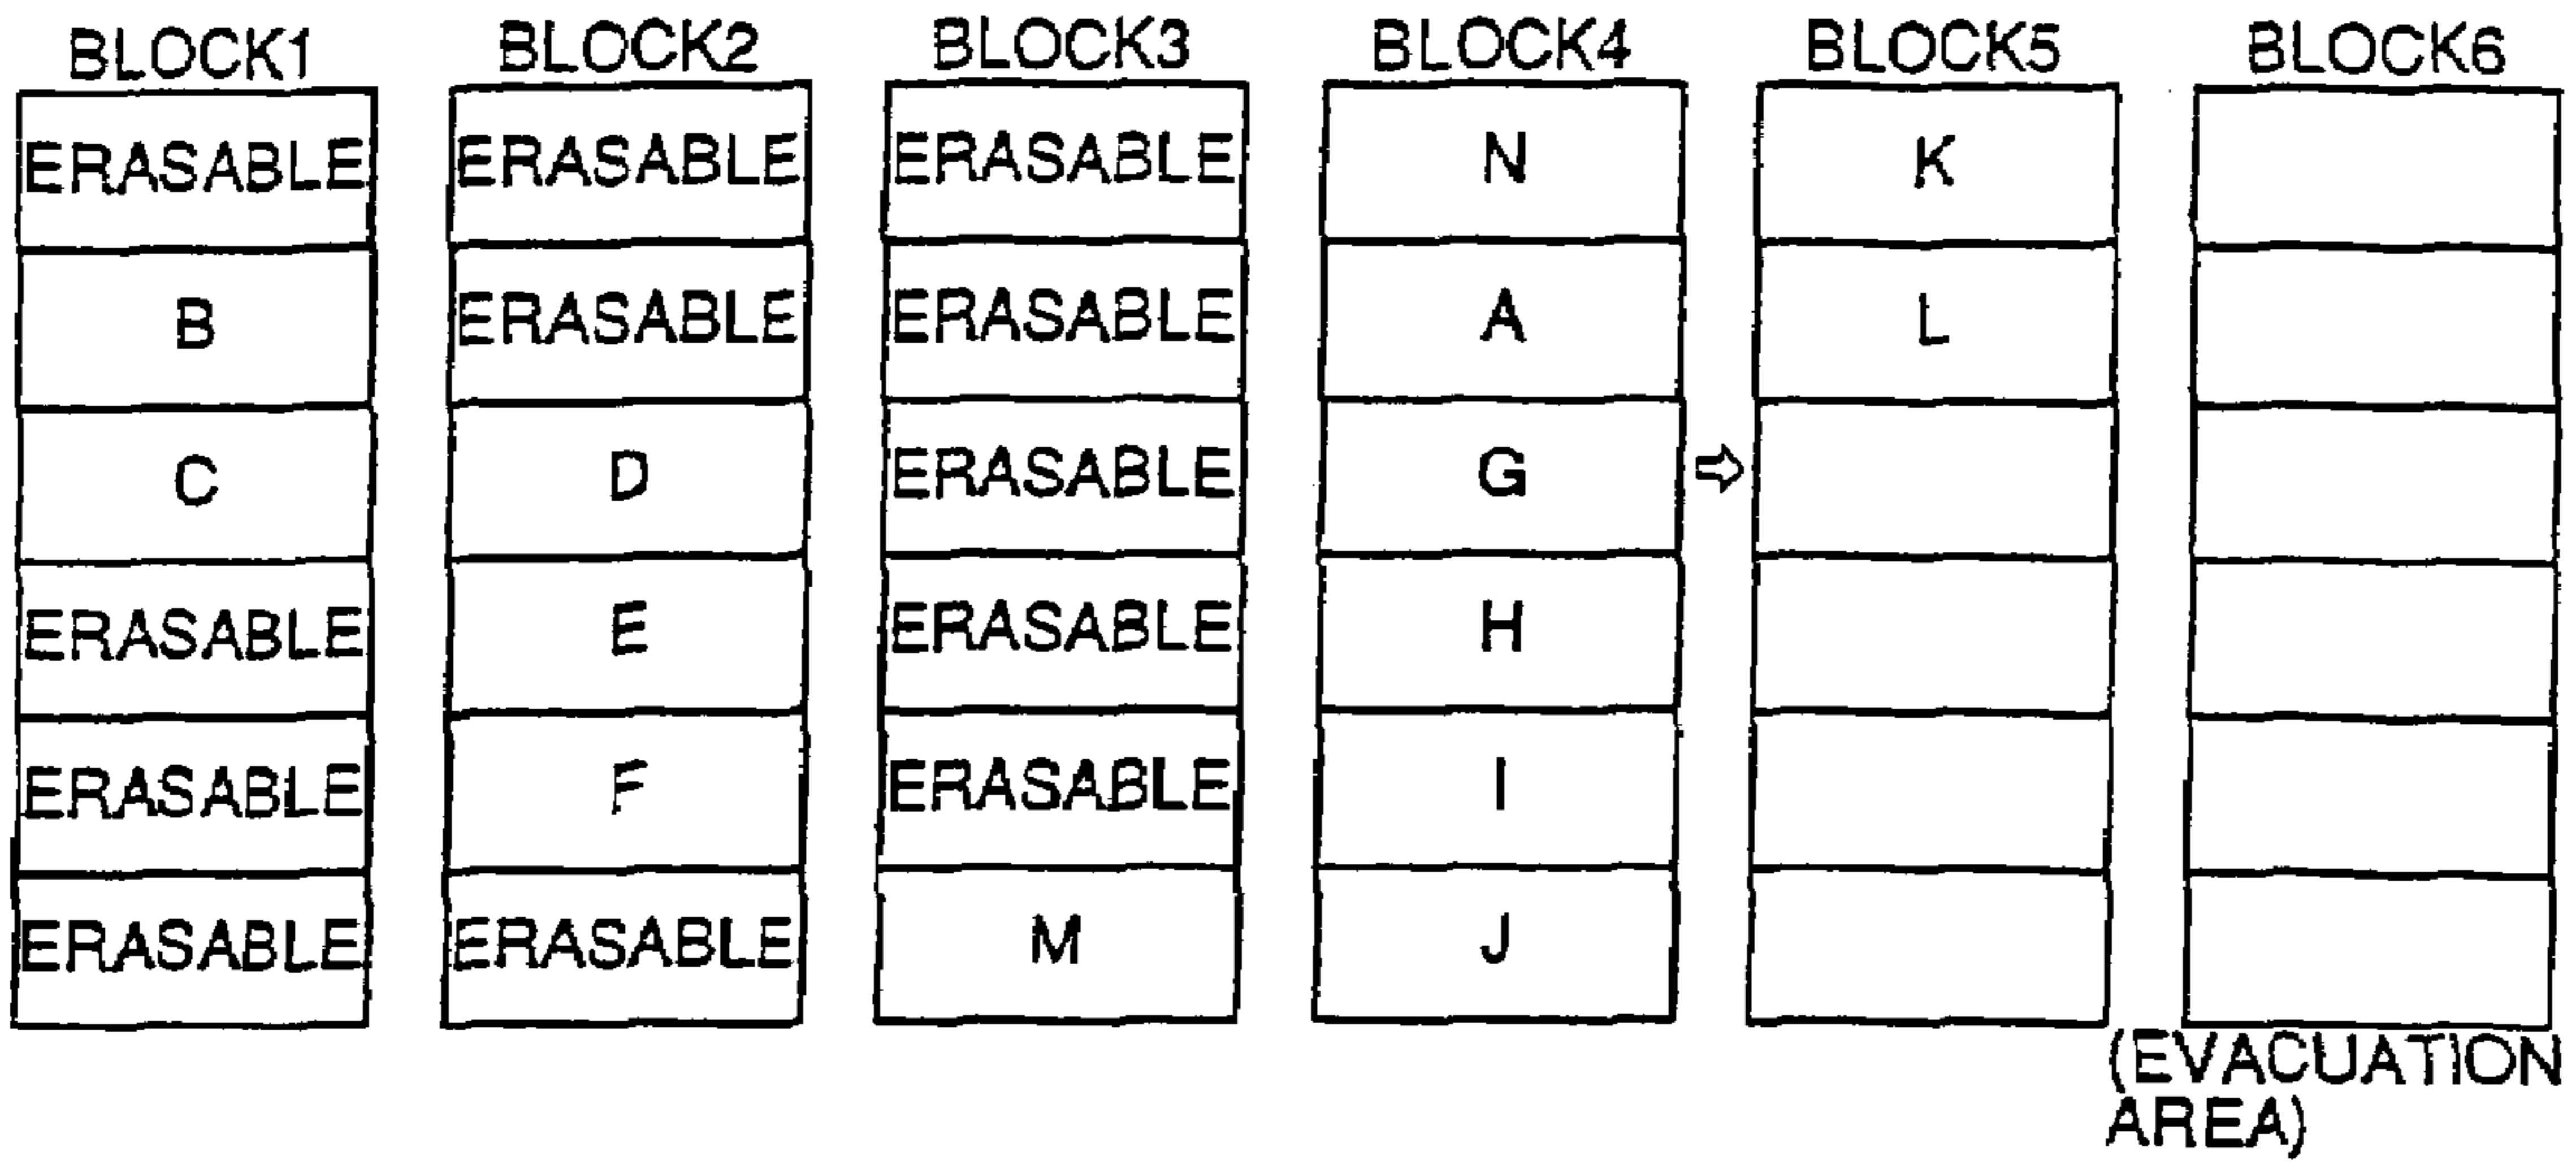 BLOCK1 BLOCK2 BLOCK3 BLOCK4 BLOCK5 BLOCK6
ERASABLE ERASABLE ERASABLE N K
B ERASABLE ERASABLE A L
C D ERASABLE G
ERASABLE E ERASABLE H
ERASABLE F ERASABLE I
ERASABLE ERASABLE M J
(EVACUATION
AREA)